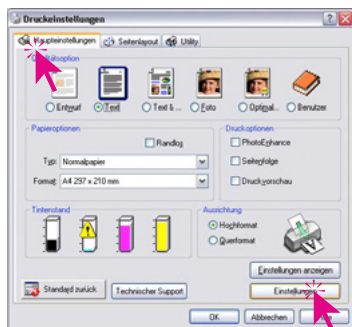 Druckeinstellungen
Haupteinstellungen Seitenlayout Utility
Qualitätsoption
Entwurf Text Text & ... Foto Optimal... Benutzer
Papieroptionen Druckoptionen
Randlos PhotoEnhance
Typ: Normalpapier Seitenfolge
Format: A4 297 x 210 mm Druckvorschau
Tintenstand Ausrichtung
Hochformat
Querformat
Einstellungen anzeigen
Standard zurück Technischer Support Einstellungen
OK Abbrechen